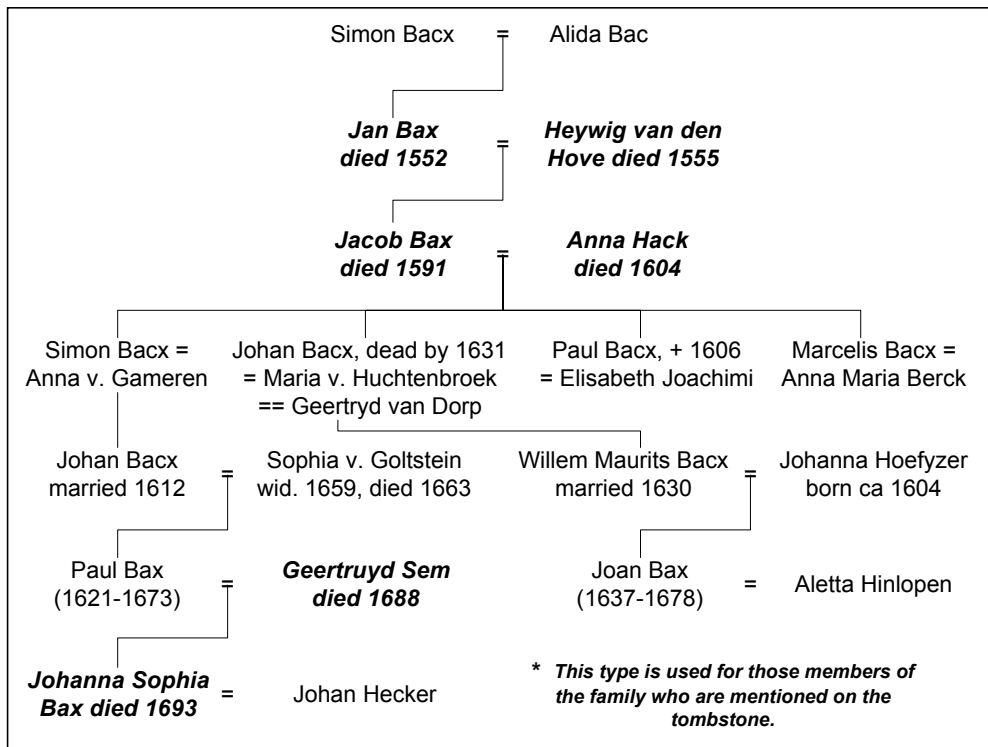 Simon Bacx = Alida Bac
Jan Bax = Heywig van den
died 1552 Hove died 1555
Jacob Bax = Anna Hack
died 1591 died 1604
Simon Bacx = Johan Bacx, dead by 1631 Paul Bacx, + 1606 Marcelis Bacx =
Anna v. Gameren = Maria v. Huchtenbroek = Elisabeth Joachimi Anna Maria Berck
== Geertryd van Dorp
Johan Bacx = Sophia v. Goltstein Willem Maurits Bacx = Johanna Hoefyzer
married 1612 wid. 1659, died 1663 married 1630 born ca 1604
Paul Bax = Geertruyd Sem Joan Bax = Aletta Hinlopen
(1621-1673) died 1688 (1637-1678)
Johanna Sophia = Johan Hecker
Bax died 1693
* This type is used for those members of
the family who are mentioned on the
tombstone.